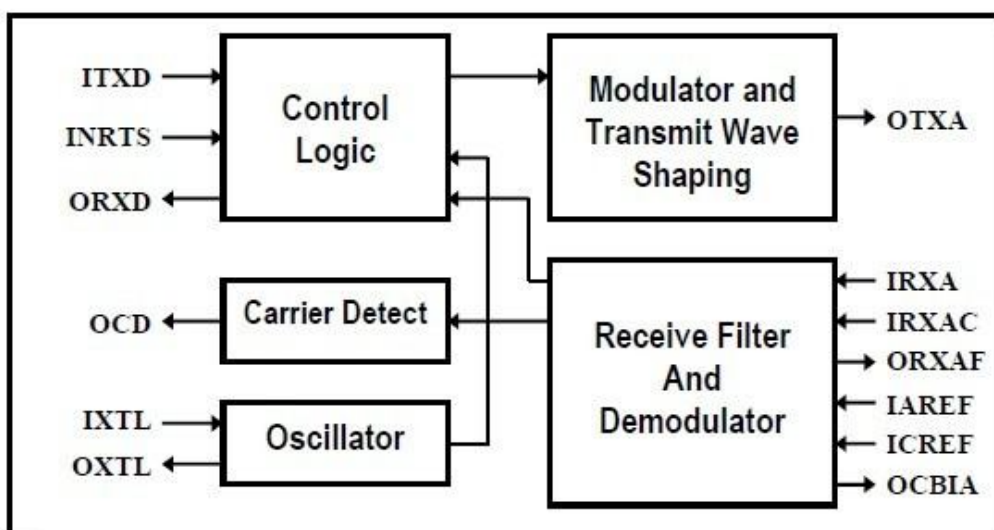 ITXD
INRTS
ORXD
Control
Logic
Modulator and
Transmit Wave
Shaping
OTXA
OCD
Carrier Detect
IXTL
OXTL
Oscillator
Receive Filter
And
Demodulator
IRXA
IRXAC
ORXAF
IAREF
ICREF
OCBIA